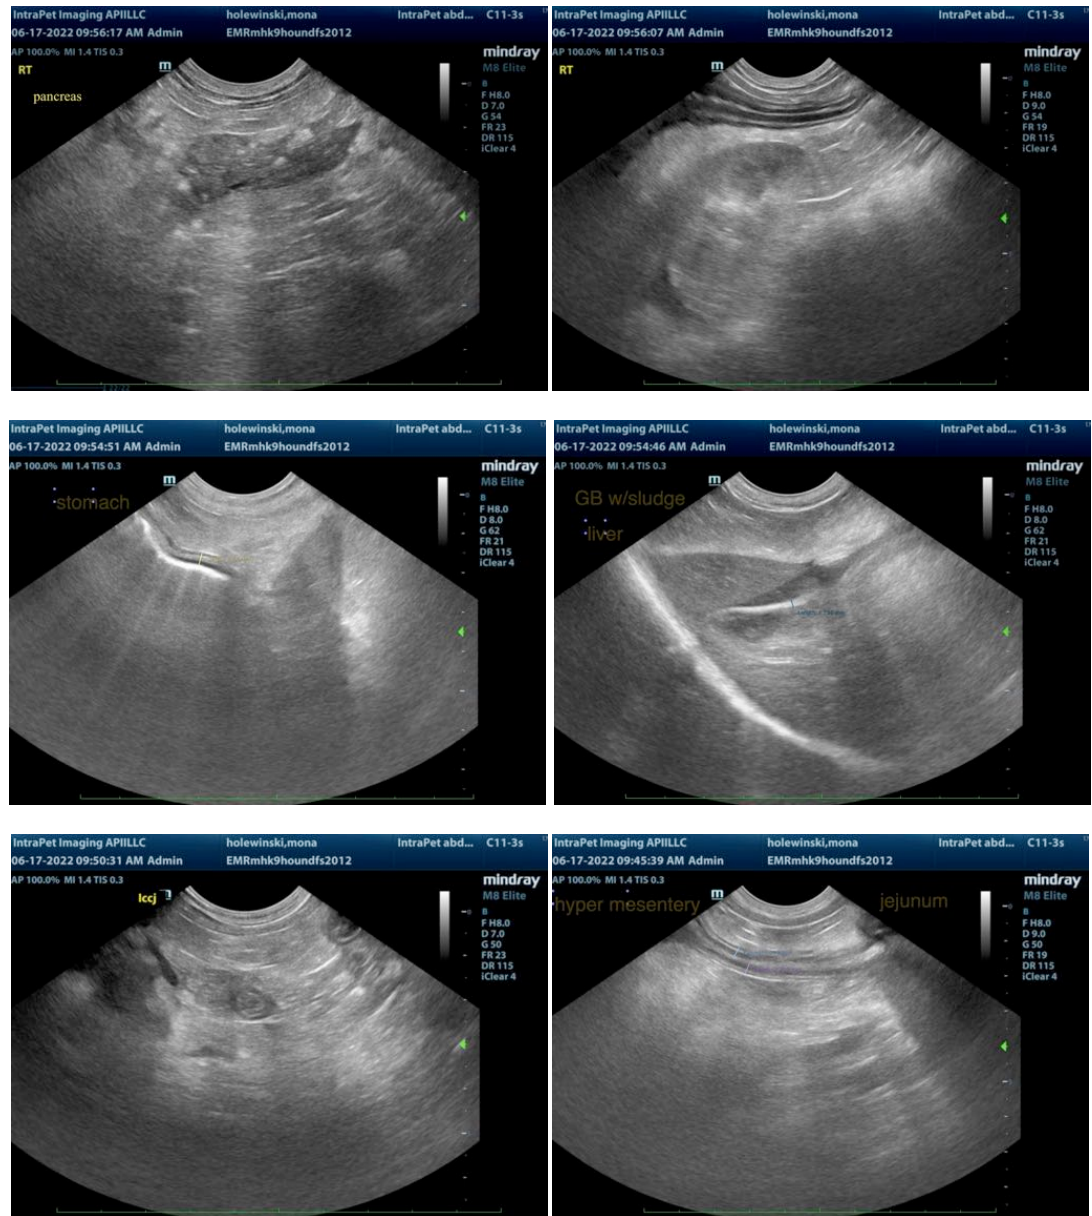 IntraPet Imaging APIILLC holewinski,mona IntraPet abd... C11-3s
06-17-2022 09:56:17 AM Admin EMRmhk9houndfs2012
AP 100.0% MI 1.4 TIS 0.3
mindray
M8 Elite
RT
pancreas
m
B
F H8.0
D 7.0
G 54
FR 23
DR 115
iClear 4
IntraPet Imaging APIILLC holewinski,mona IntraPet abd... C11-3s
06-17-2022 09:56:07 AM Admin EMRmhk9houndfs2012
AP 100.0% MI 1.4 TIS 0.3
mindray
M8 Elite
RT
m
B
F H8.0
D 9.0
G 54
FR 19
DR 115
iClear 4
IntraPet Imaging APIILLC holewinski,mona IntraPet abd... C11-3s
06-17-2022 09:54:51 AM Admin EMRmhk9houndfs2012
AP 100.0% MI 1.4 TIS 0.3
mindray
M8 Elite
stomach
m
B
F H8.0
D 8.0
G 62
FR 21
DR 115
iClear 4
IntraPet Imaging APIILLC holewinski,mona IntraPet abd... C11-3s
06-17-2022 09:54:46 AM Admin EMRmhk9houndfs2012
AP 100.0% MI 1.4 TIS 0.3
mindray
M8 Elite
GB w/sludge
liver
m
B
F H8.0
D 8.0
G 62
FR 21
DR 115
iClear 4
IntraPet Imaging APIILLC holewinski,mona IntraPet abd... C11-3s
06-17-2022 09:50:31 AM Admin EMRmhk9houndfs2012
AP 100.0% MI 1.4 TIS 0.3
mindray
M8 Elite
Iccj
m
B
F H8.0
D 7.0
G 50
FR 23
DR 115
iClear 4
IntraPet Imaging APIILLC holewinski,mona IntraPet abd... C11-3s
06-17-2022 09:45:39 AM Admin EMRmhk9houndfs2012
AP 100.0% MI 1.4 TIS 0.3
mindray
M8 Elite
hyper mesentery
jejunum
m
B
F H8.0
D 9.0
G 50
FR 19
DR 115
iClear 4